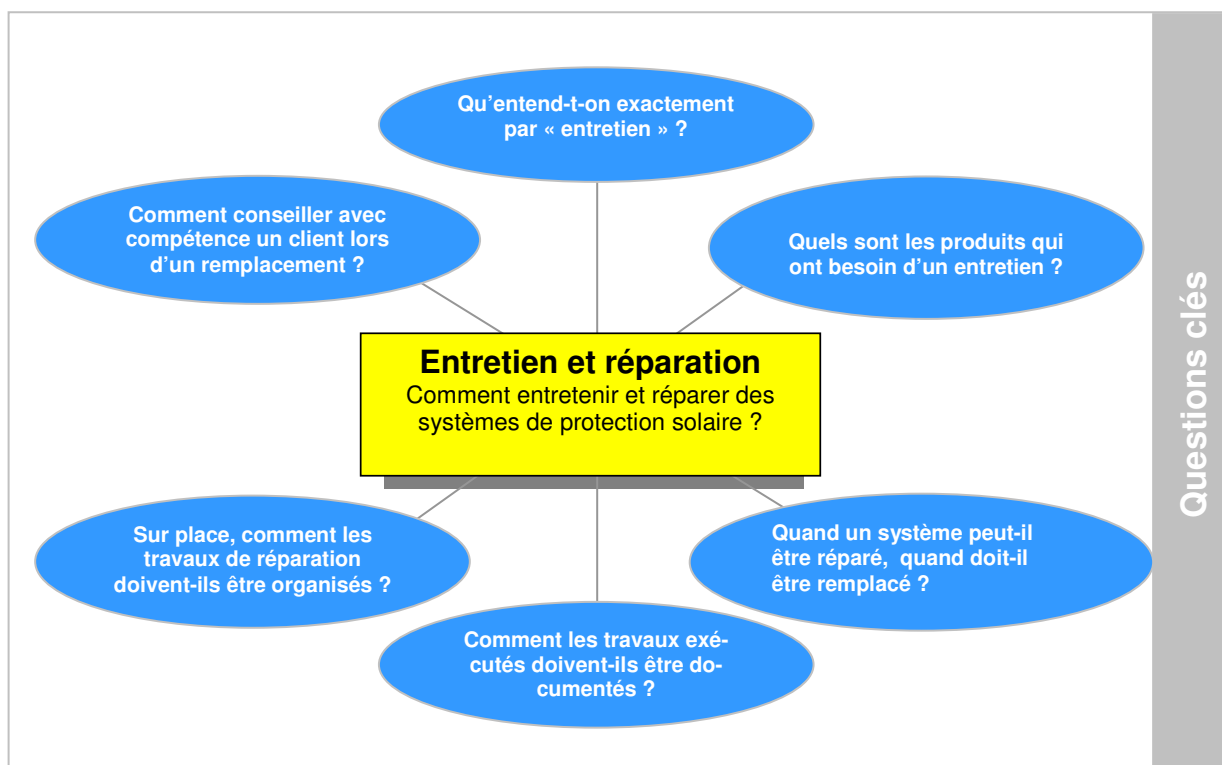 Qu’entend-t-on exactement
par « entretien » ?
Comment conseiller avec
compétence un client lors
d’un remplacement ?
Quels sont les produits qui
ont besoin d’un entretien ?
Entretien et réparation
Comment entretenir et réparer des
systèmes de protection solaire ?
Sur place, comment les
travaux de réparation
doivent-ils être organisés ?
Quand un système peut-il
être réparé, quand doit-il
être remplacé ?
Comment les travaux exé-
cutés doivent-ils être do-
cumentés ?
Questions clés